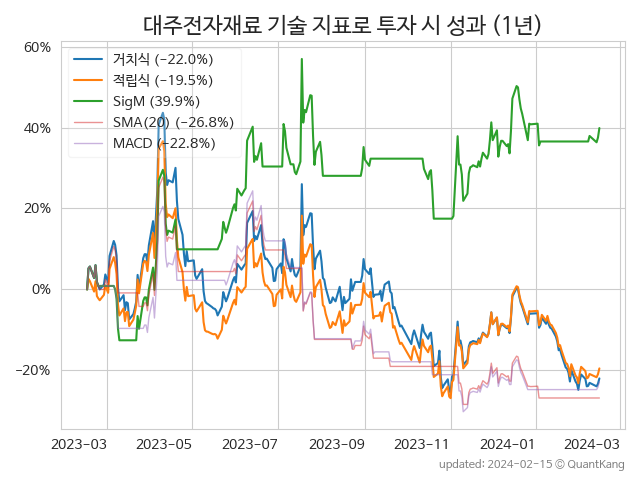 대주전자재료 기술 지표로 투자 시 성과 (1년)
60%
40%
20%
0%
−20%
거치식 (−22.0%)
적립식 (−19.5%)
SigM (39.9%)
SMA(20) (−26.8%)
MACD (−22.8%)
2023-03
2023-05
2023-07
2023-09
2023-11
2024-01
2024-03
updated: 2024-02-15 © QuantKang